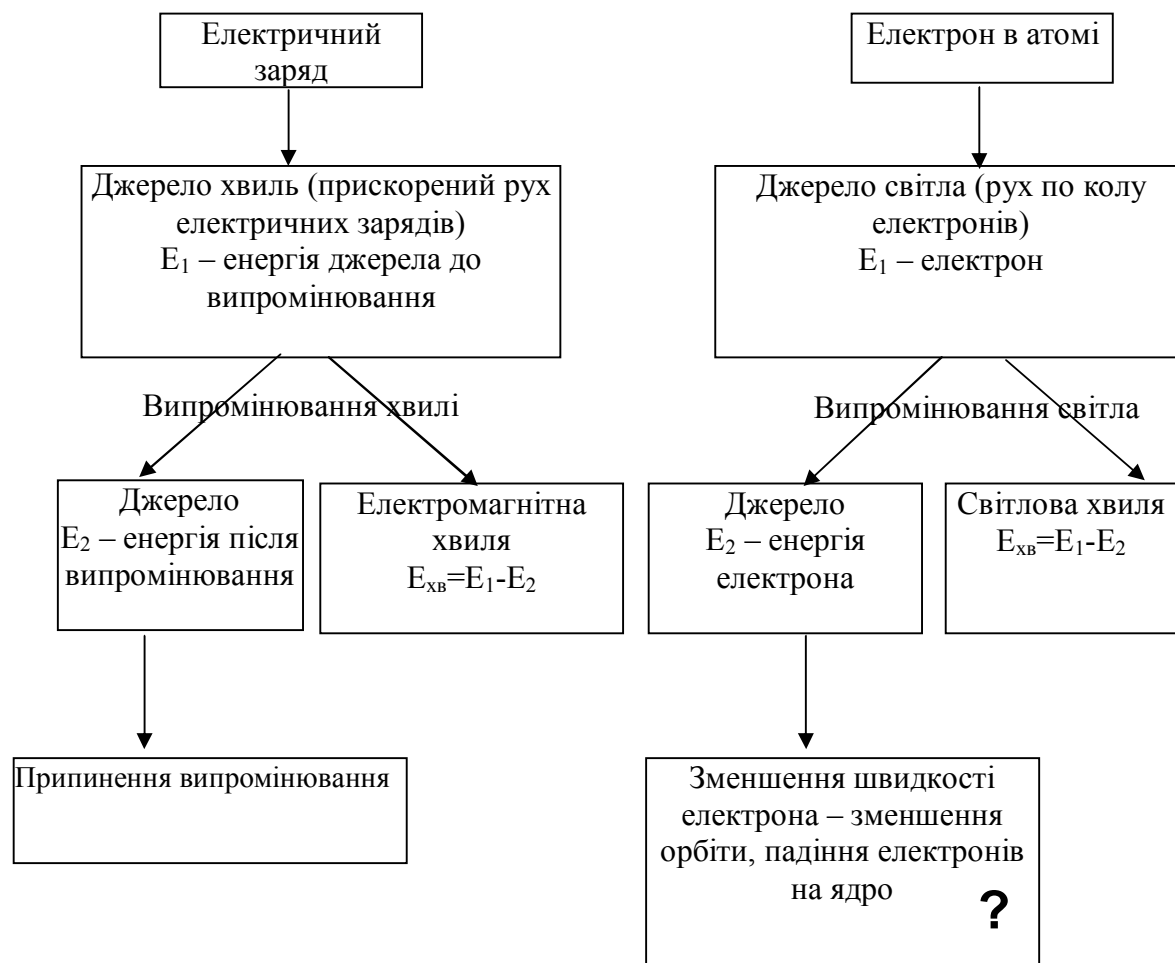 Електричний
заряд
Джерело хвиль (прискорений рух
електричних зарядів)
E₁ – енергія джерела до
випромінювання
Випромінювання хвилі
Джерело
E₂ – енергія після
випромінювання
Електромагнітна
хвиля
Eхв=E₁-E₂
Припинення випромінювання
Електрон в атомі
Джерело світла (рух по колу
електронів)
E₁ – електрон
Випромінювання світла
Джерело
E₂ – енергія
електрона
Світлова хвиля
Eхв=E₁-E₂
Зменшення швидкості
електрона – зменшення
орбіти, падіння електронів
на ядро
?